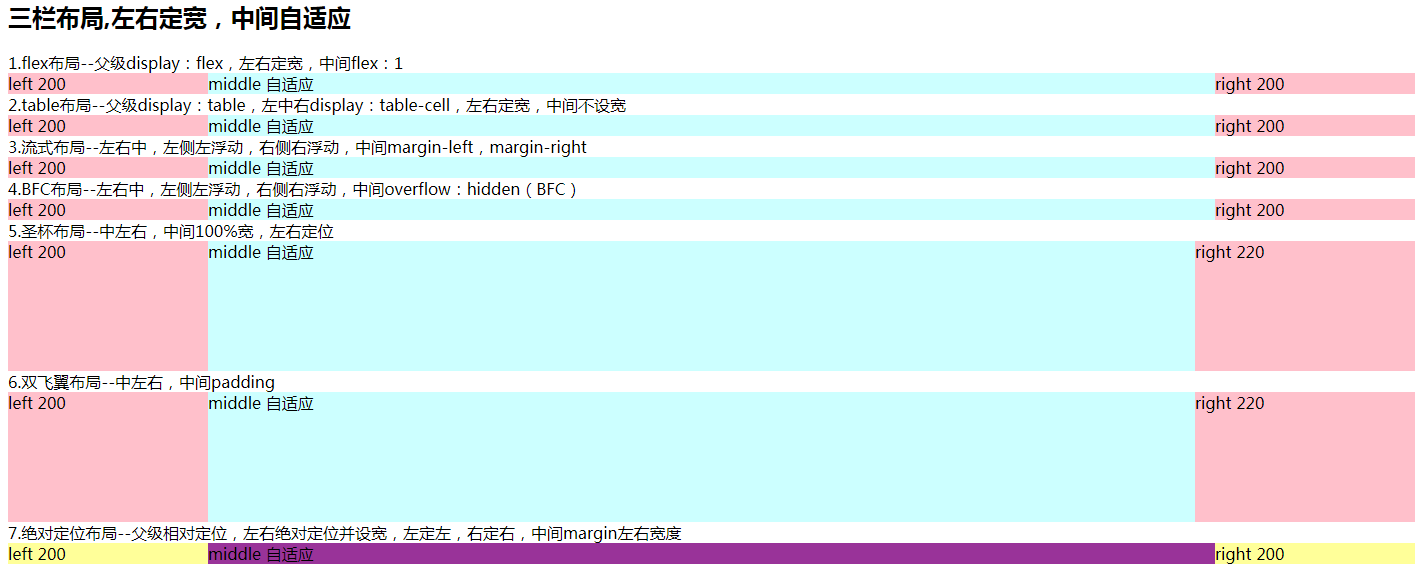 三栏布局,左右定宽，中间自适应
1.flex布局--父级display：flex，左右定宽，中间flex：1
left 200 middle 自适应 right 200
2.table布局--父级display：table，左中右display：table-cell，左右定宽，中间不设宽
left 200 middle 自适应 right 200
3.流式布局--左右中，左侧左浮动，右侧右浮动，中间margin-left，margin-right
left 200 middle 自适应 right 200
4.BFC布局--左右中，左侧左浮动，右侧右浮动，中间overflow：hidden（BFC）
left 200 middle 自适应 right 200
5.圣杯布局--中左右，中间100%宽，左右定位
left 200 middle 自适应 right 220
6.双飞翼布局--中左右，中间padding
left 200 middle 自适应 right 220
7.绝对定位布局--父级相对定位，左右绝对定位并设宽，左定左，右定右，中间margin左右宽度
left 200 middle 自适应 right 200